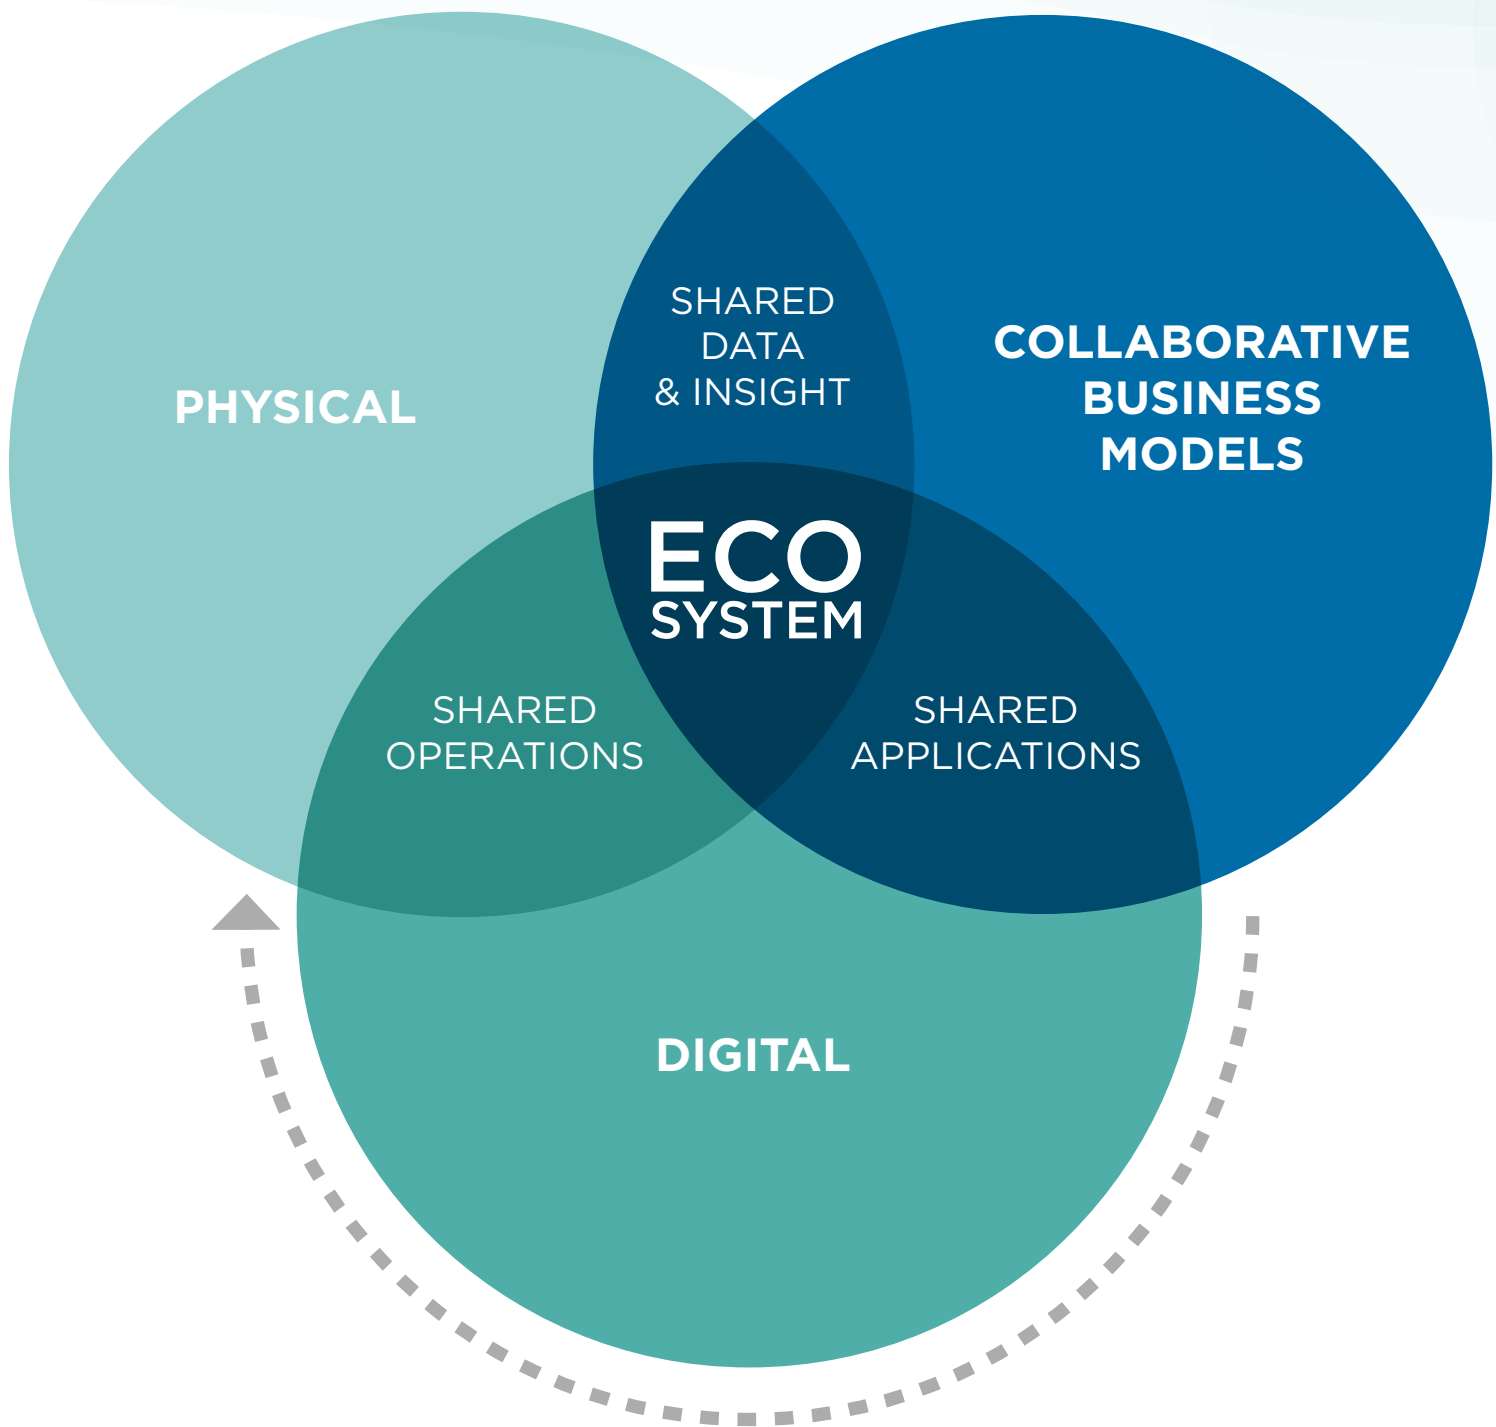 PHYSICAL
SHARED
DATA
& INSIGHT
COLLABORATIVE
BUSINESS
MODELS
ECO
SYSTEM
SHARED
OPERATIONS
SHARED
APPLICATIONS
DIGITAL